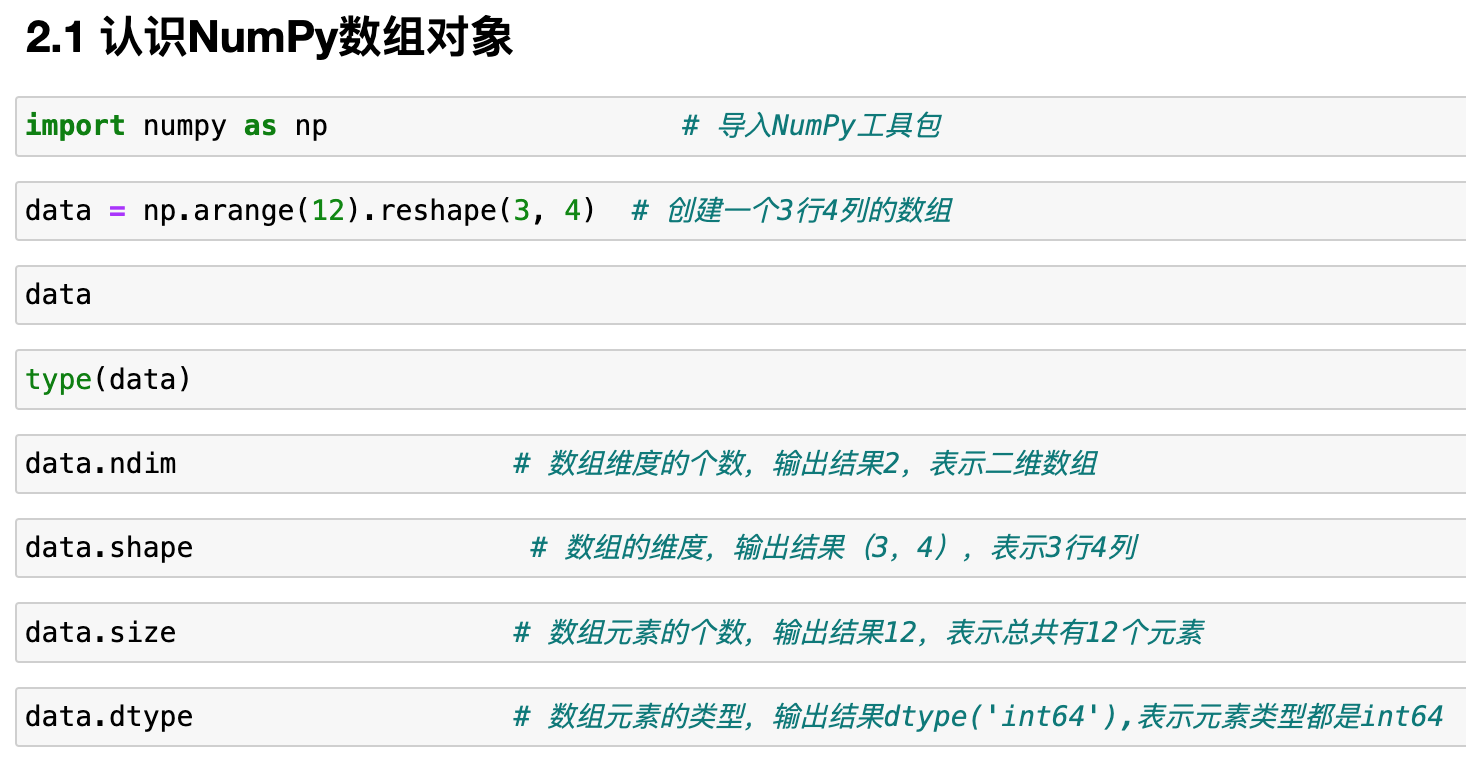 2.1 认识NumPy数组对象
import numpy as np # 导入NumPy工具包
data = np.arange(12).reshape(3, 4) # 创建一个3行4列的数组
data
type(data)
data.ndim # 数组维度的个数，输出结果2，表示二维数组
data.shape # 数组的维度，输出结果（3，4），表示3行4列
data.size # 数组元素的个数，输出结果12，表示总共有12个元素
data.dtype # 数组元素的类型，输出结果dtype('int64'),表示元素类型都是int64